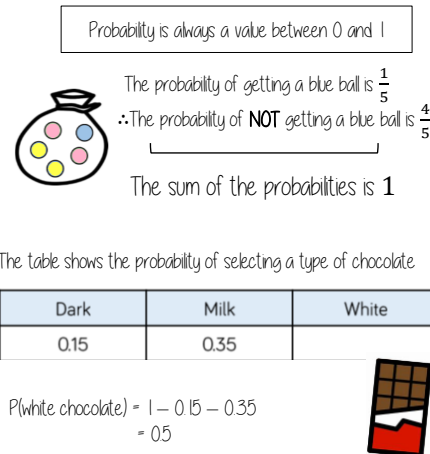 Probability is always a value between 0 and 1
The probability of getting a blue ball is 1/5
∴The probability of NOT getting a blue ball is 4/5
The sum of the probabilities is 1
The table shows the probability of selecting a type of chocolate
Dark Milk White
0.15 0.35
P(white chocolate) = 1 – 0.15 – 0.35
= 0.5